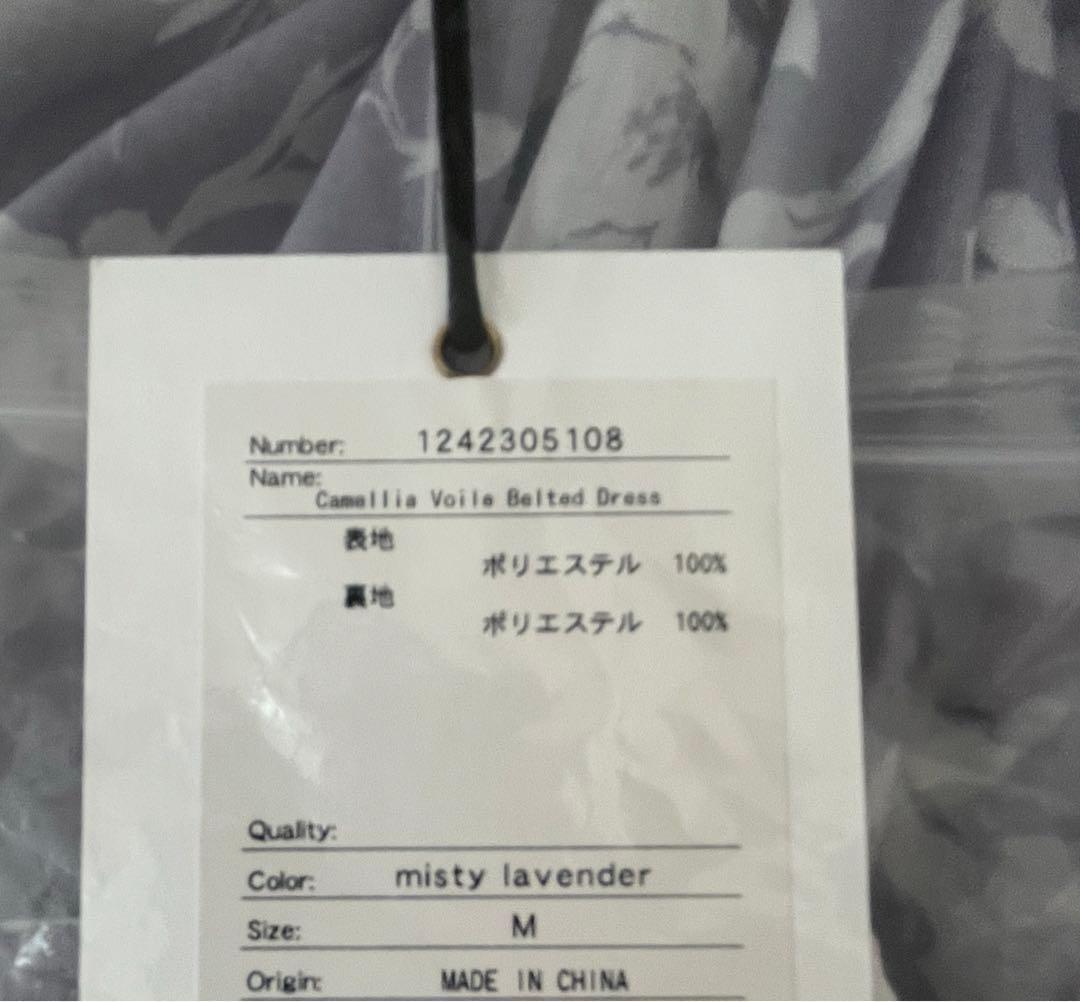 Number: 1242305108
Name:
Camellia Voile Belted Dress
表地
ポリエステル 100%
裏地
ポリエステル 100%
Quality:
Color: misty lavender
Size: M
Origin: MADE IN CHINA